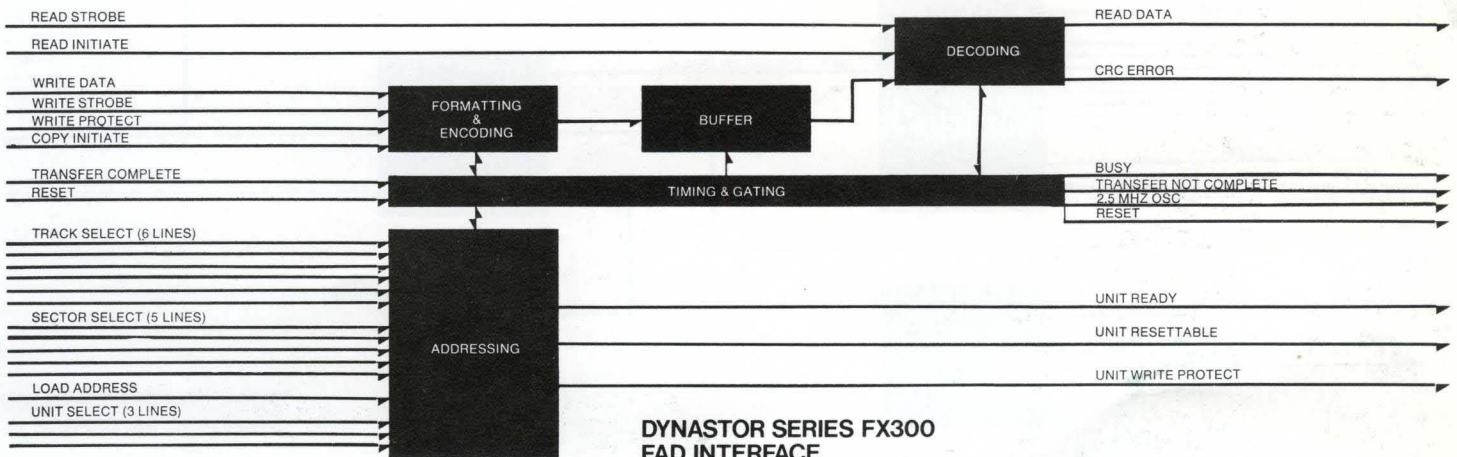 READ STROBE
READ INITIATE
WRITE DATA
WRITE STROBE
WRITE PROTECT
COPY INITIATE
TRANSFER COMPLETE
RESET
TRACK SELECT (6 LINES)
SECTOR SELECT (5 LINES)
LOAD ADDRESS
UNIT SELECT (3 LINES)
FORMATTING
&
ENCODING
BUFFER
DECODING
TIMING & GATING
ADDRESSING
READ DATA
CRC ERROR
BUSY
TRANSFER NOT COMPLETE
2.5 MHZ OSC
RESET
UNIT READY
UNIT RESETTABLE
UNIT WRITE PROTECT
DYNASTOR SERIES FX300
FAD INTERFACE